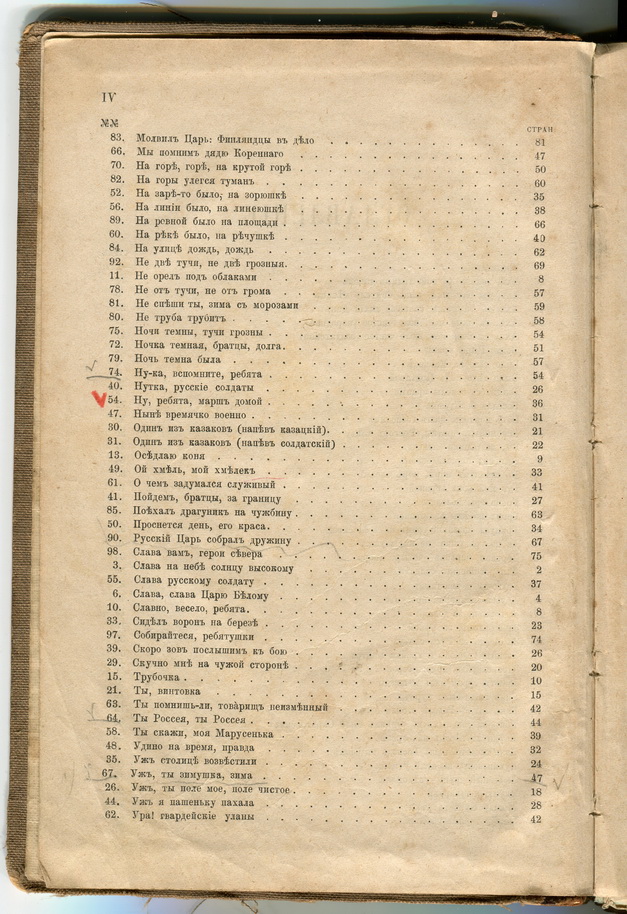 IV
№№
СТРАН.
83. Молвилъ Царь: Финляндцы въ дѣло 81
66. Мы помнимъ дядю Кореннаго 47
70. На горѣ, горѣ, на крутой горѣ 50
82. На горы улегся туманъ 60
52. На зарѣ-то было, на зорюшкѣ 35
56. На линіи было, на линеюшкѣ 38
89. На ревной было на площади 66
60. На рѣкѣ было, на рѣчушкѣ 40
84. На улицѣ дождь, дождь 62
92. Не двѣ тучи, не двѣ грозныя. 69
11. Не орелъ подъ облаками 8
78. Не отъ тучи, не отъ грома 57
81. Не спѣши ты, зима съ морозами 59
80. Не труба трубитъ 58
75. Ночи темны, тучи грозны 54
72. Ночка темная, братцы, долга. 51
79. Ночь темна была 57
74. Ну-ка, вспомните, ребята 54
40. Нутка, русскіе солдаты 26
54. Ну, ребята, маршъ домой 36
47. Нынѣ времячко военно 31
30. Одинъ изъ казаковъ (напѣвъ казацкій). 21
31. Одинъ изъ казаковъ (напѣвъ солдатскій) 22
13. Осѣдлаю коня 9
49. Ой хмѣль, мой хмѣлекъ 33
61. О чемъ задумался служивый 41
41. Пойдемъ, братцы, за границу 27
85. Поѣхалъ драгуникъ на чужбину 63
50. Проснется день, его краса. 34
90. Русскій Царь собралъ дружину 67
98. Слава вамъ, герои сѣвера 75
3. Слава на небѣ солнцу высокому 2
55. Слава русскому солдату 37
6. Слава, слава Царю Бѣлому 4
10. Славно, весело, ребята. 8
33. Сидѣлъ воронъ на березѣ 23
97. Собирайтеся, ребятушки 74
39. Скоро зовъ послышимъ къ бою 26
29. Скучно мнѣ на чужой сторонѣ 20
15. Трубочка 10
21. Ты, винтовка 15
63. Ты помнишь-ли, товарищъ неизмѣнный 42
64. Ты Россея, ты Россея 44
58. Ты скажи, моя Марусенька 39
48. Удино на время, правда 32
35. Ужъ столицѣ возвѣстили 24
67. Ужъ, ты зимушка, зима 47
26. Ужъ, ты поле мое, поле чистое 18
44. Ужъ я пашеньку пахала 28
62. Ура! гвардейскіе уланы 42